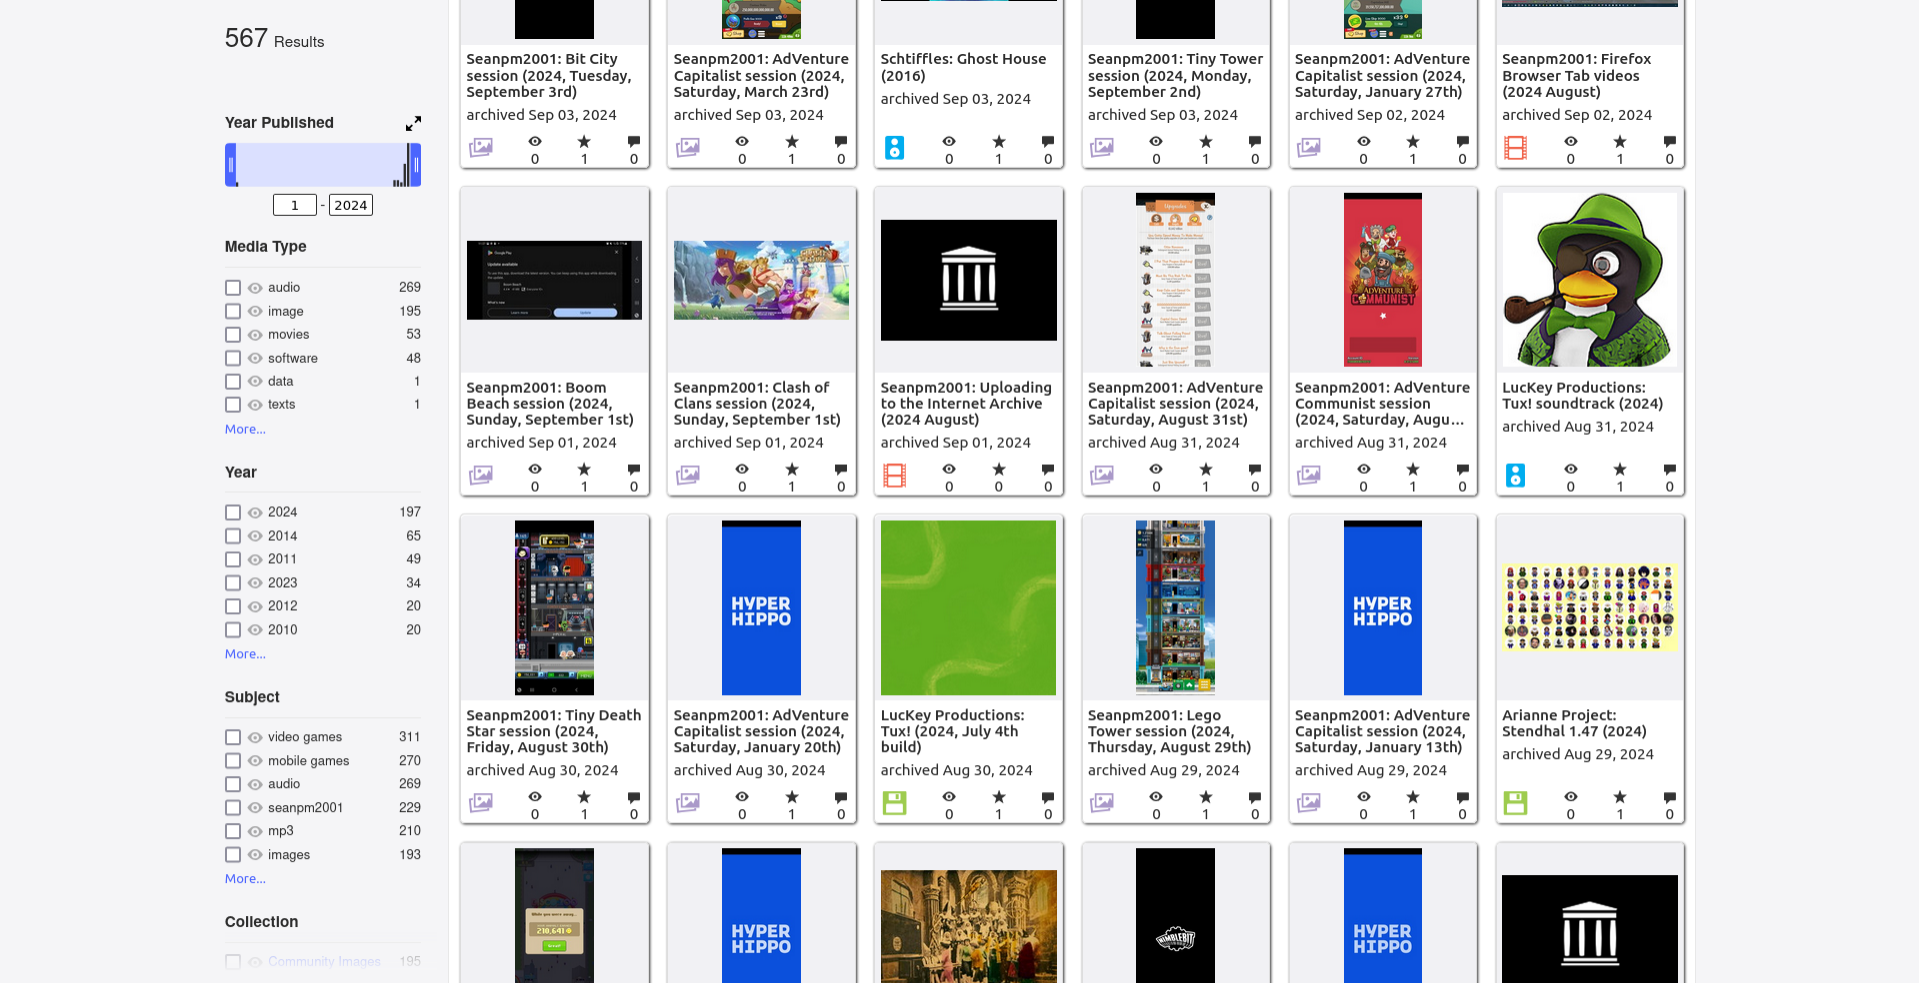 567 Results
Year Published
1 - 2024
Media Type
audio 269
image 195
movies 53
software 48
data 1
texts 1
More...
Year
2024 197
2014 65
2011 49
2023 34
2012 20
2010 20
More...
Subject
video games 311
mobile games 270
audio 269
seanpm2001 229
mp3 210
images 193
More...
Collection
Community Images 195
Seanpm2001: Bit City
session (2024, Tuesday,
September 3rd)
archived Sep 03, 2024
0 1 0
Seanpm2001: AdVenture
Capitalist session (2024,
Saturday, March 23rd)
archived Sep 03, 2024
0 1 0
Schtiffles: Ghost House
(2016)
archived Sep 03, 2024
0 1 0
Seanpm2001: Tiny Tower
session (2024, Monday,
September 2nd)
archived Sep 03, 2024
0 1 0
Seanpm2001: AdVenture
Capitalist session (2024,
Saturday, January 27th)
archived Sep 02, 2024
0 1 0
Seanpm2001: Firefox
Browser Tab videos
(2024 August)
archived Sep 02, 2024
0 1 0
Google Play
Update available
Seanpm2001: Boom
Beach session (2024,
Sunday, September 1st)
archived Sep 01, 2024
0 1 0
Seanpm2001: Clash of
Clans session (2024,
Sunday, September 1st)
archived Sep 01, 2024
0 1 0
Seanpm2001: Uploading
to the Internet Archive
(2024 August)
archived Sep 01, 2024
0 0 0
Upgrades
Seanpm2001: AdVenture
Capitalist session (2024,
Saturday, August 31st)
archived Aug 31, 2024
0 1 0
ADVENTURE
COMMUNIST
Seanpm2001: AdVenture
Communist session
(2024, Saturday, Augu...
archived Aug 31, 2024
0 1 0
LucKey Productions:
Tux! soundtrack (2024)
archived Aug 31, 2024
0 1 0
Seanpm2001: Tiny Death
Star session (2024,
Friday, August 30th)
archived Aug 30, 2024
0 1 0
HYPER
HIPPO
Seanpm2001: AdVenture
Capitalist session (2024,
Saturday, January 20th)
archived Aug 30, 2024
0 1 0
LucKey Productions:
Tux! (2024, July 4th
build)
archived Aug 30, 2024
0 1 0
Seanpm2001: Lego
Tower session (2024,
Thursday, August 29th)
archived Aug 29, 2024
0 1 0
HYPER
HIPPO
Seanpm2001: AdVenture
Capitalist session (2024,
Saturday, January 13th)
archived Aug 29, 2024
0 1 0
Arianne Project:
Stendhal 1.47 (2024)
archived Aug 29, 2024
0 1 0
While you were away...
210,641
HYPER
HIPPO
NIMBLEBIT
HYPER
HIPPO